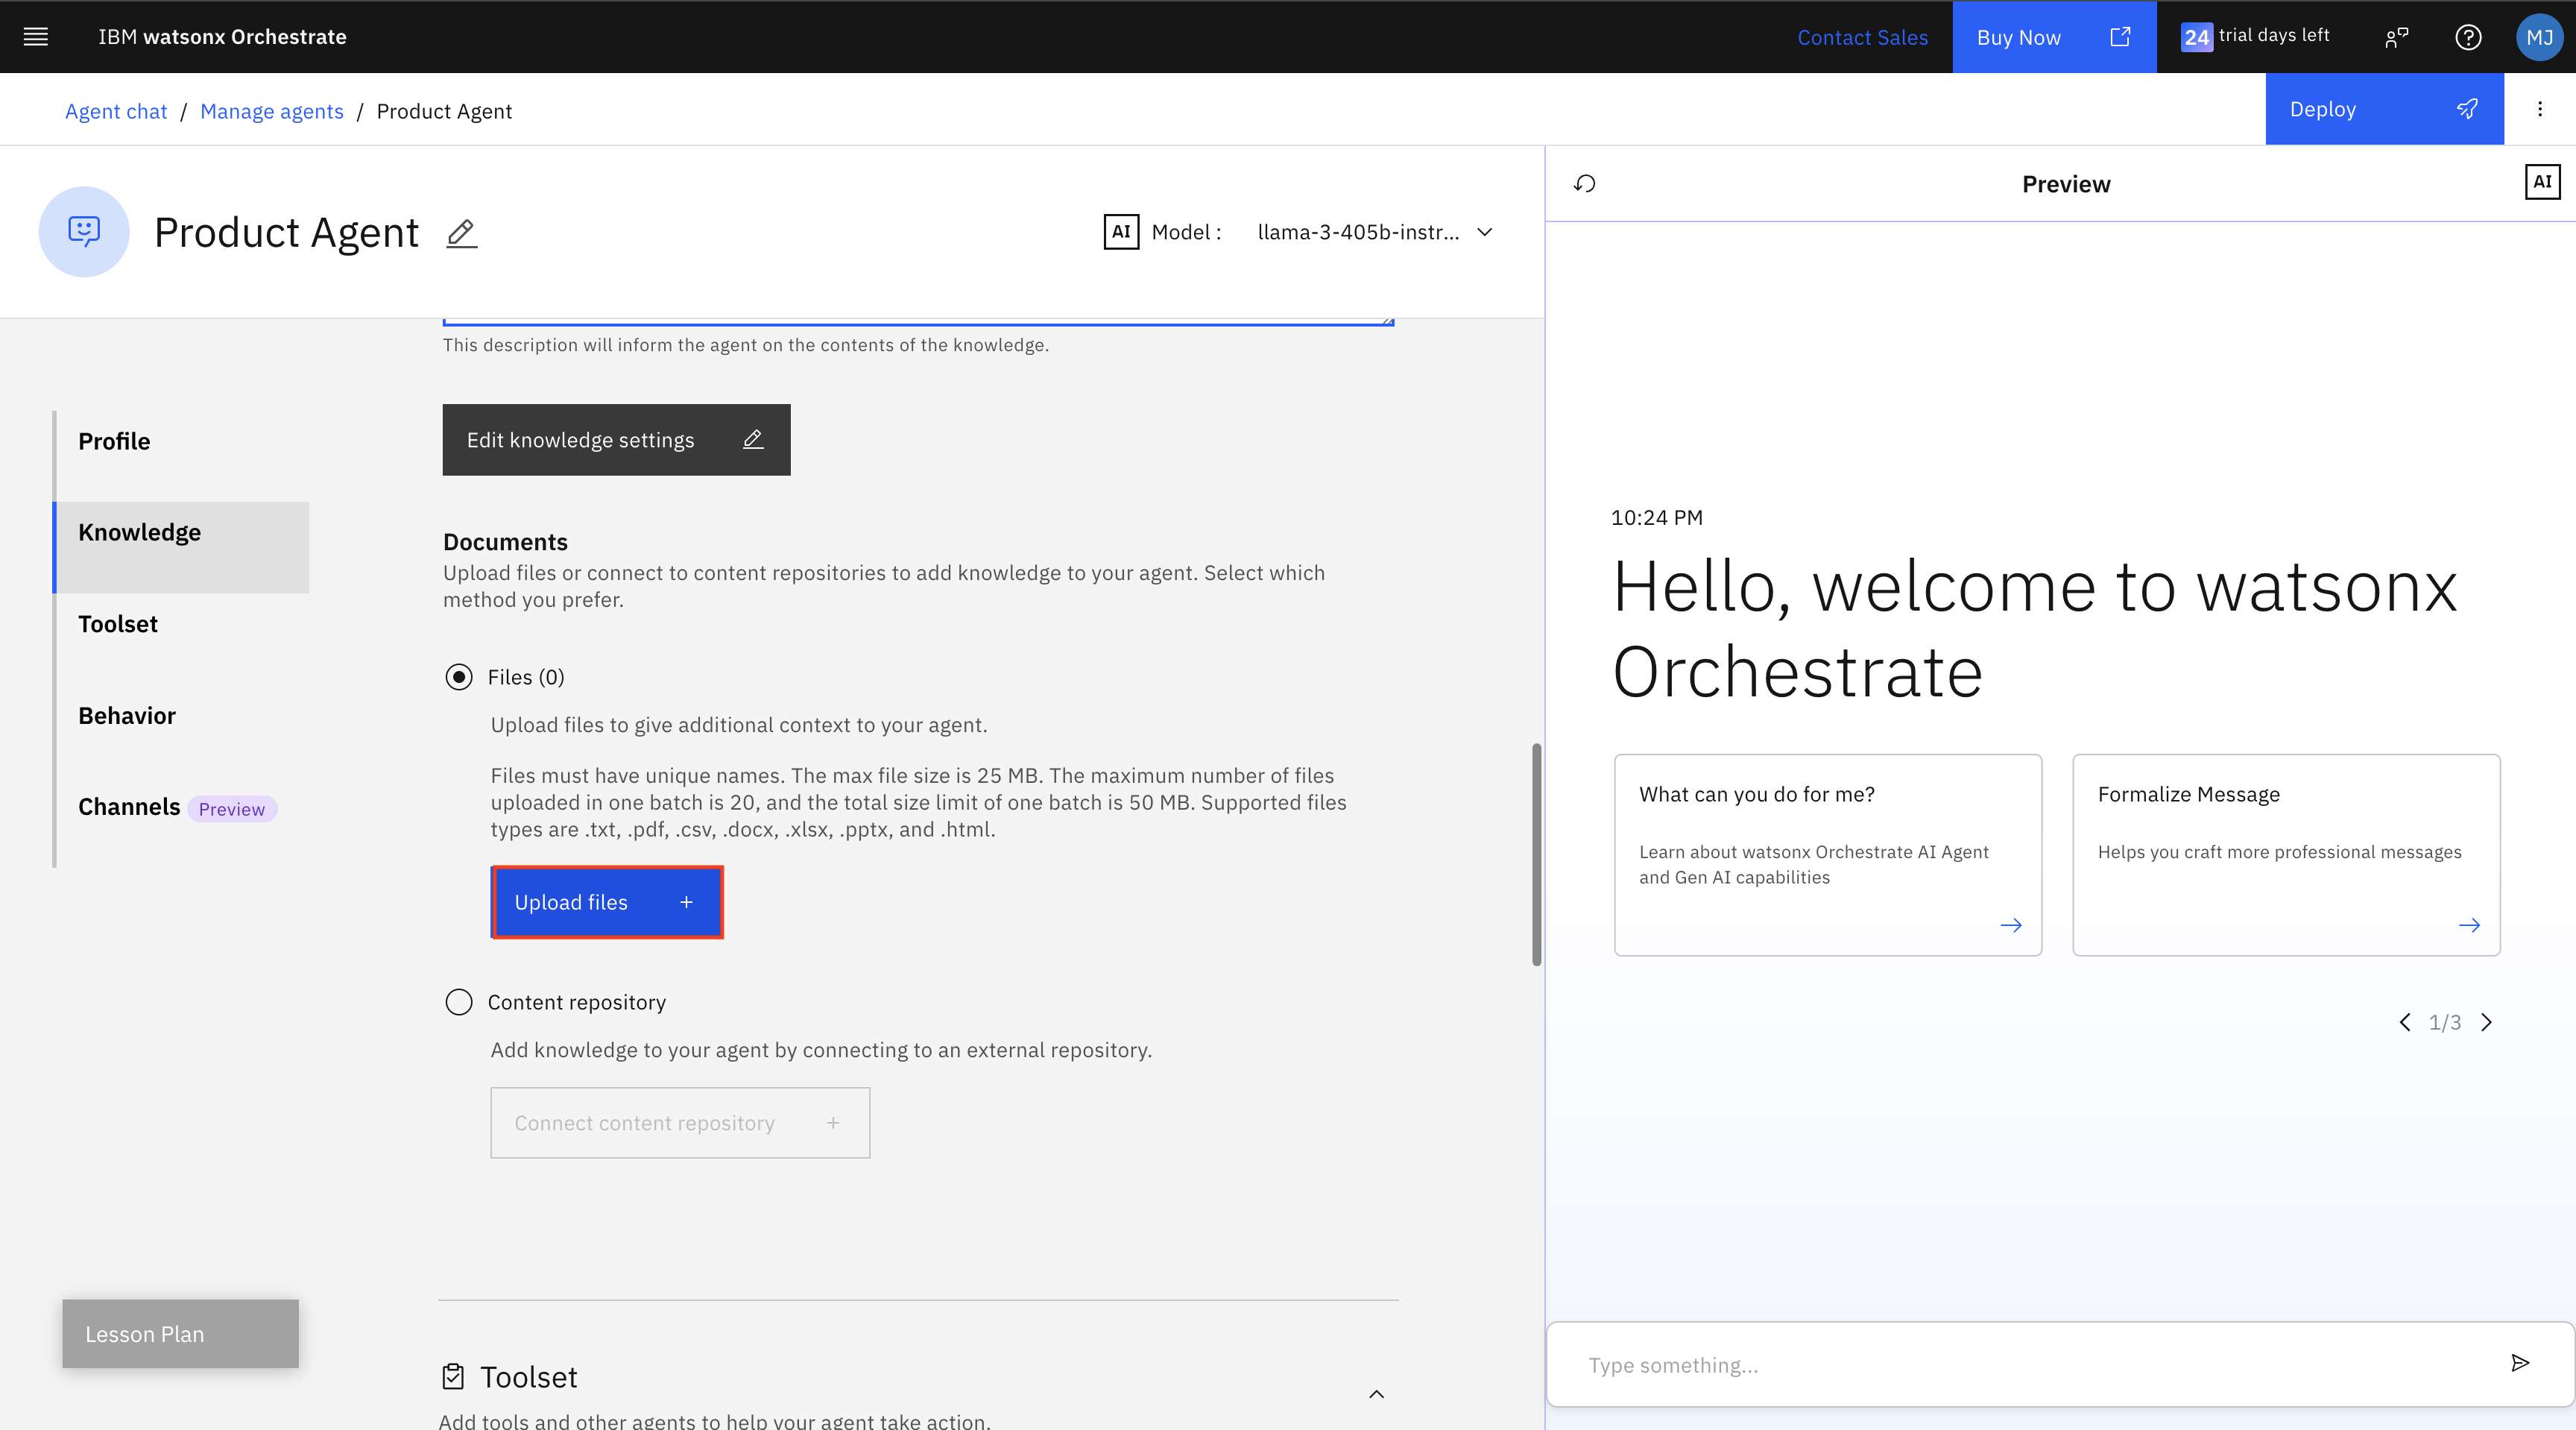 IBM watsonx Orchestrate
Contact Sales
Buy Now
24 trial days left
MJ
Agent chat / Manage agents / Product Agent
Deploy
Product Agent
AI Model : llama-3-405b-instr...
Preview
AI
This description will inform the agent on the contents of the knowledge.
Edit knowledge settings
Profile
Knowledge
Toolset
Behavior
Channels Preview
Documents
Upload files or connect to content repositories to add knowledge to your agent. Select which
method you prefer.
Files (0)
Upload files to give additional context to your agent.
Files must have unique names. The max file size is 25 MB. The maximum number of files
uploaded in one batch is 20, and the total size limit of one batch is 50 MB. Supported files
types are .txt, .pdf, .csv, .docx, .xlsx, .pptx, and .html.
Upload files +
Content repository
Add knowledge to your agent by connecting to an external repository.
Connect content repository +
Lesson Plan
Toolset
Add tools and other agents to help your agent take action.
10:24 PM
Hello, welcome to watsonx
Orchestrate
What can you do for me?
Learn about watsonx Orchestrate AI Agent
and Gen AI capabilities
Formalize Message
Helps you craft more professional messages
1/3
Type something...